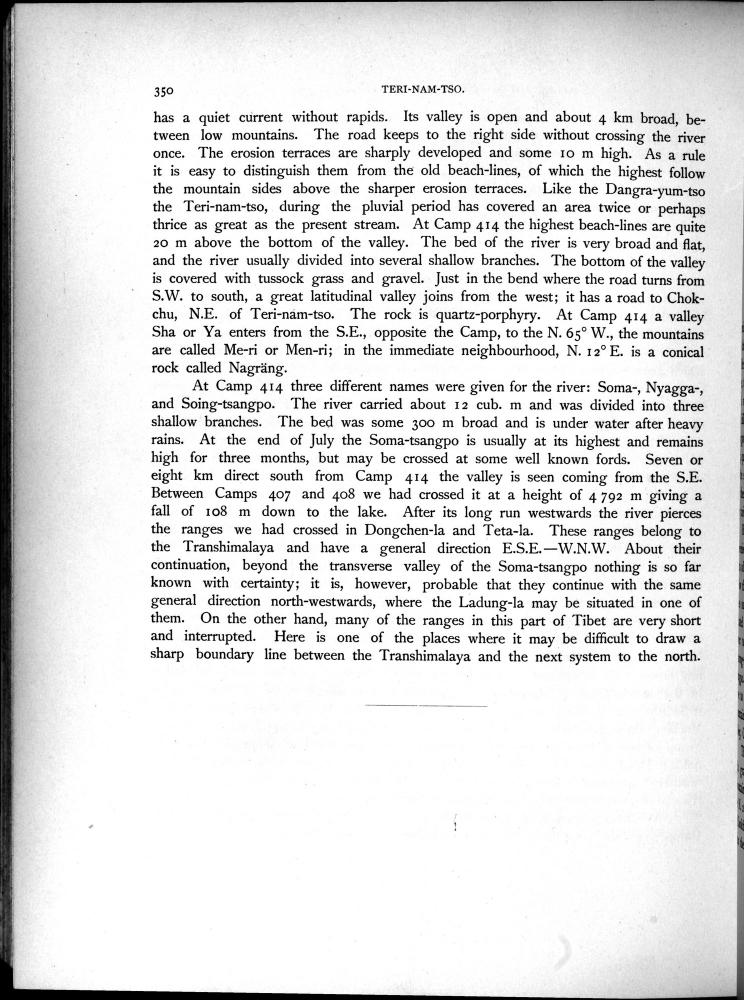 350
TERI-NAM-TSO.
has a quiet current without rapids. Its valley is open and about 4 km broad, be-
tween low mountains. The road keeps to the right side without crossing the river
once. The erosion terraces are sharply developed and some 10 m high. As a rule
it is easy to distinguish them from the old beach-lines, of which the highest follow
the mountain sides above the sharper erosion terraces. Like the Dangra-yum-tso
the Teri-nam-tso, during the pluvial period has covered an area twice or perhaps
thrice as great as the present stream. At Camp 414 the highest beach-lines are quite
20 m above the bottom of the valley. The bed of the river is very broad and flat,
and the river usually divided into several shallow branches. The bottom of the valley
is covered with tussock grass and gravel. Just in the bend where the road turns from
S.W. to south, a great latitudinal valley joins from the west; it has a road to Chok-
chu, N.E. of Teri-nam-tso. The rock is quartz-porphyry. At Camp 414 a valley
Sha or Ya enters from the S.E., opposite the Camp, to the N. 65° W., the mountains
are called Me-ri or Men-ri; in the immediate neighbourhood, N. 12° E. is a conical
rock called Nagräng.
At Camp 414 three different names were given for the river: Soma-, Nyagga-,
and Soing-tsangpo. The river carried about 12 cub. m and was divided into three
shallow branches. The bed was some 300 m broad and is under water after heavy
rains. At the end of July the Soma-tsangpo is usually at its highest and remains
high for three months, but may be crossed at some well known fords. Seven or
eight km direct south from Camp 414 the valley is seen coming from the S.E.
Between Camps 407 and 408 we had crossed it at a height of 4 792 m giving a
fall of 108 m down to the lake. After its long run westwards the river pierces
the ranges we had crossed in Dongchen-la and Teta-la. These ranges belong to
the Transhimalaya and have a general direction E.S.E.—W.N.W. About their
continuation, beyond the transverse valley of the Soma-tsangpo nothing is so far
known with certainty; it is, however, probable that they continue with the same
general direction north-westwards, where the Ladung-la may be situated in one of
them. On the other hand, many of the ranges in this part of Tibet are very short
and interrupted. Here is one of the places where it may be difficult to draw a
sharp boundary line between the Transhimalaya and the next system to the north.